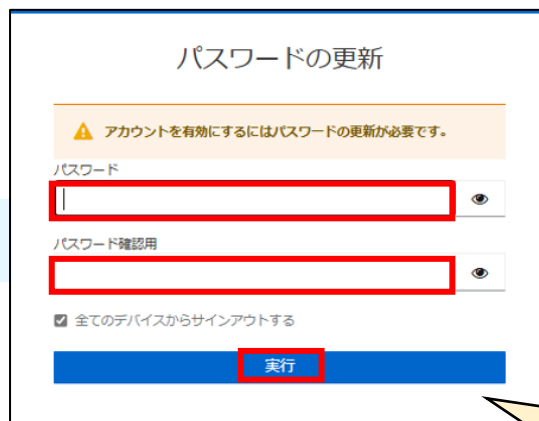 パスワードの更新
アカウントを有効にするにはパスワードの更新が必要です。
パスワード
パスワード確認用
全てのデバイスからサインアウトする
実行